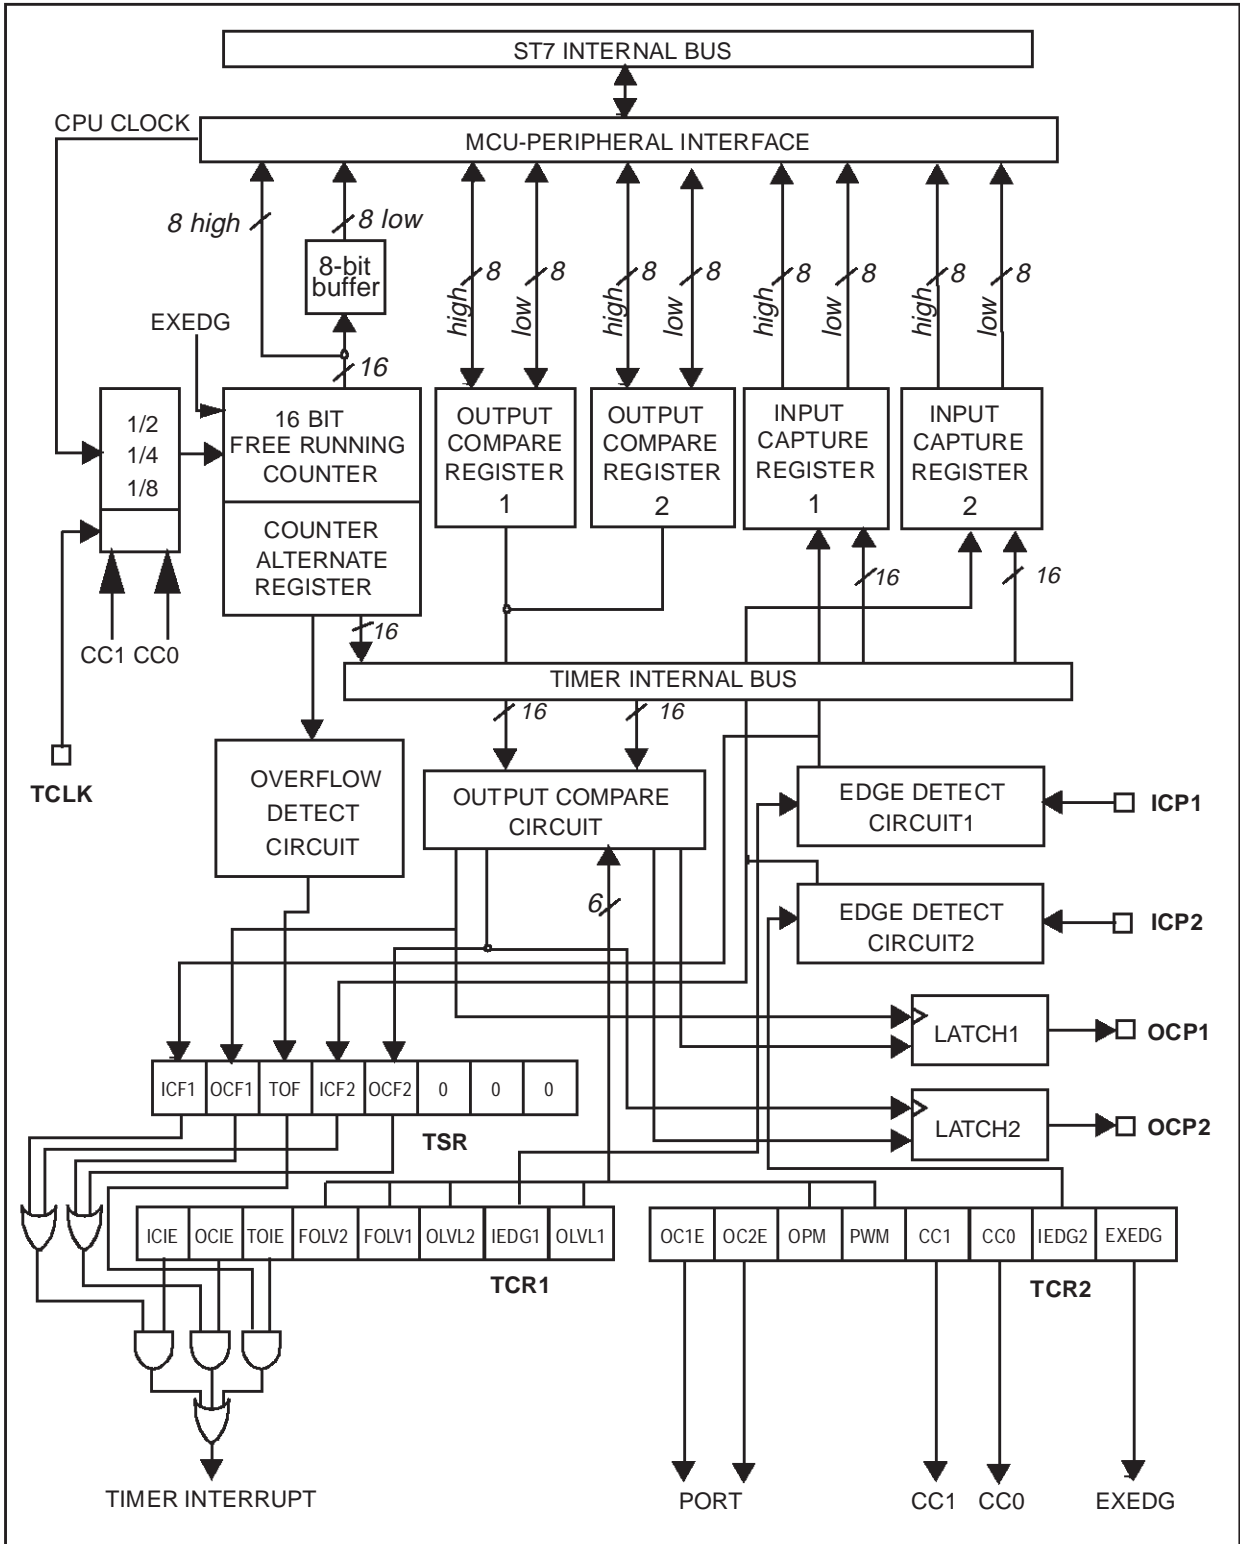 ST7 INTERNAL BUS
CPU CLOCK
MCU-PERIPHERAL INTERFACE
8 high
8 low
8-bit
buffer
high
8
low
8
high
8
low
8
high
8
low
8
high
8
low
8
EXEDG
16
1/2
1/4
1/8
16 BIT
FREE RUNNING
COUNTER
OUTPUT
COMPARE
REGISTER
1
OUTPUT
COMPARE
REGISTER
2
INPUT
CAPTURE
REGISTER
1
INPUT
CAPTURE
REGISTER
2
COUNTER
ALTERNATE
REGISTER
16
16
16
CC1 CC0
TIMER INTERNAL BUS
16
16
TCLK
OVERFLOW
DETECT
CIRCUIT
OUTPUT COMPARE
CIRCUIT
EDGE DETECT
CIRCUIT1
ICP1
6
EDGE DETECT
CIRCUIT2
ICP2
LATCH1
OCP1
ICF1 OCF1 TOF ICF2 OCF2 0 0 0
TSR
LATCH2
OCP2
ICIE OCIE TOIE FOLV2 FOLV1 OLVL2 IEDG1 OLVL1
TCR1
OC1E OC2E OPM PWM CC1 CC0 IEDG2 EXEDG
TCR2
TIMER INTERRUPT
PORT
CC1 CC0
EXEDG